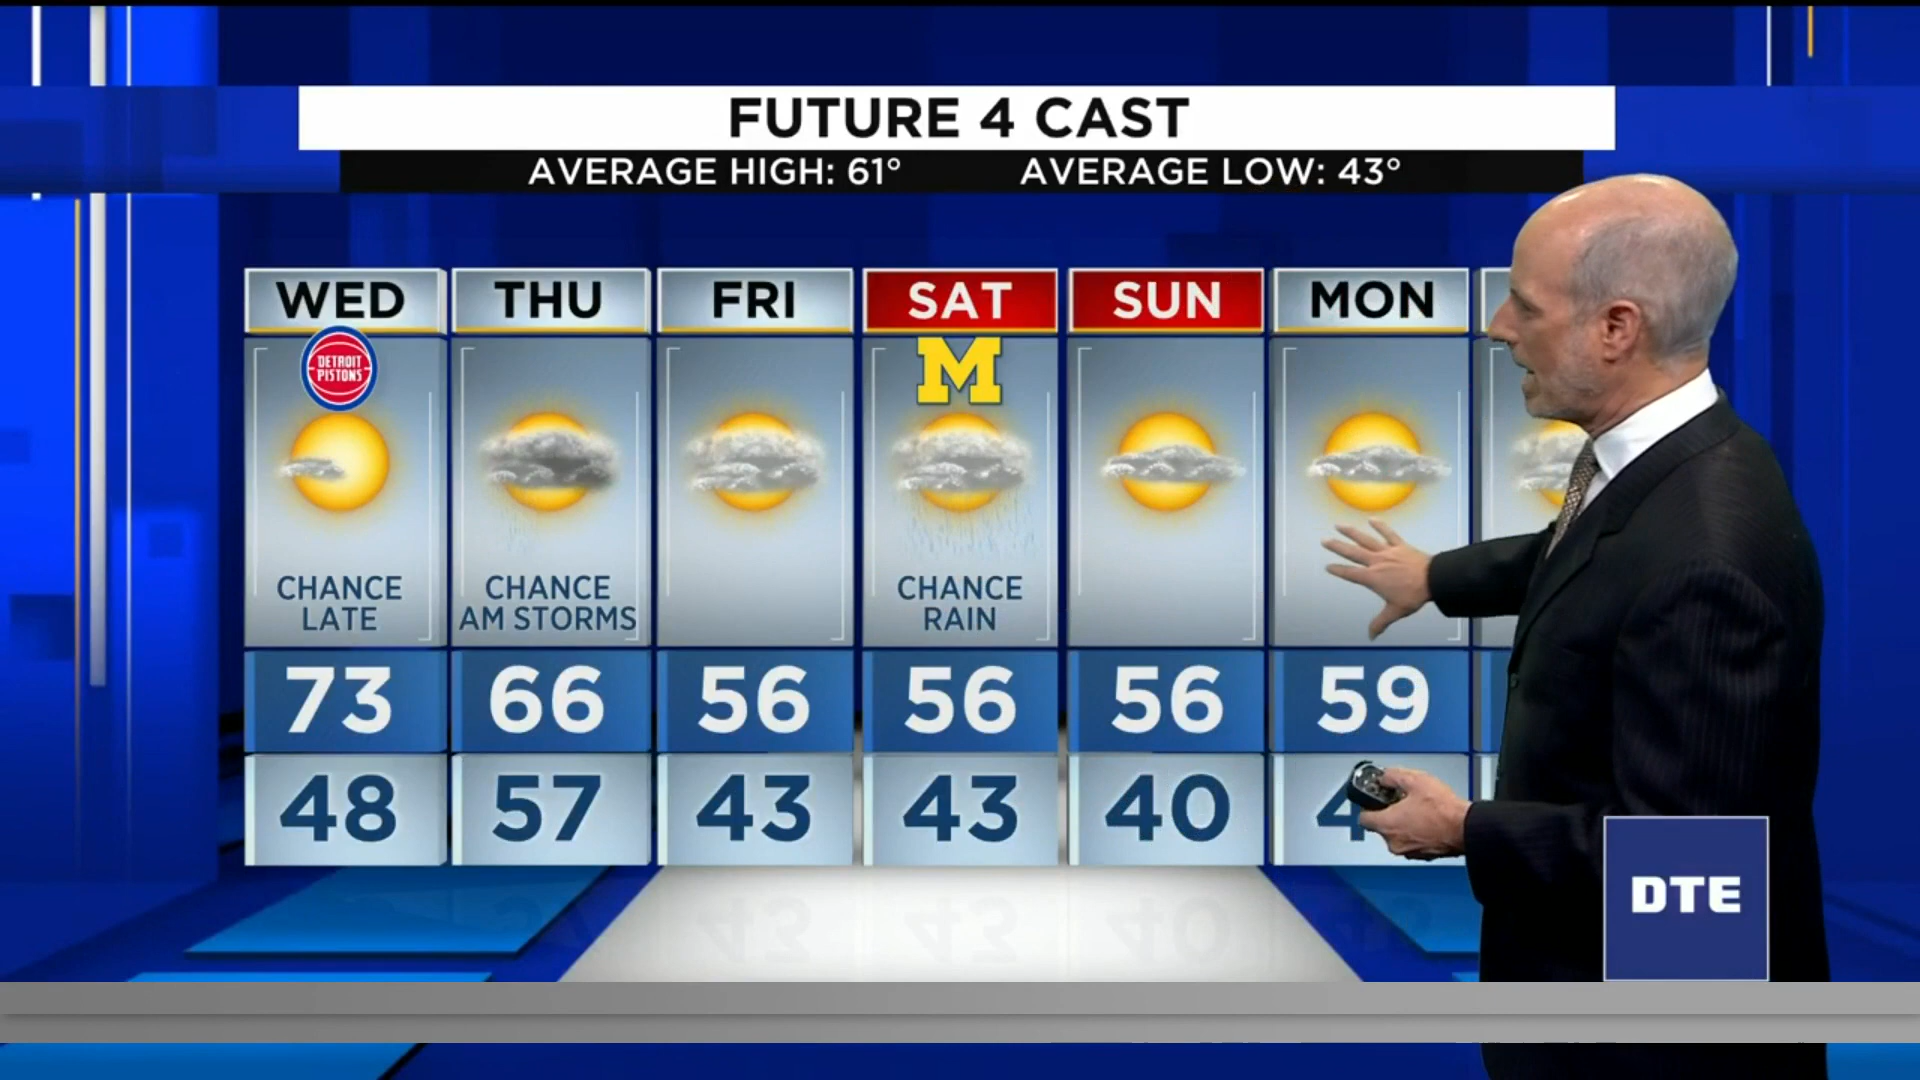 FUTURE 4 CAST
AVERAGE HIGH: 61° AVERAGE LOW: 43°
WED THU FRI SAT SUN MON
DETROIT
PISTONS
M
CHANCE
LATE
CHANCE
AM STORMS
CHANCE
RAIN
73 66 56 56 56 59
48 57 43 43 40
DTE